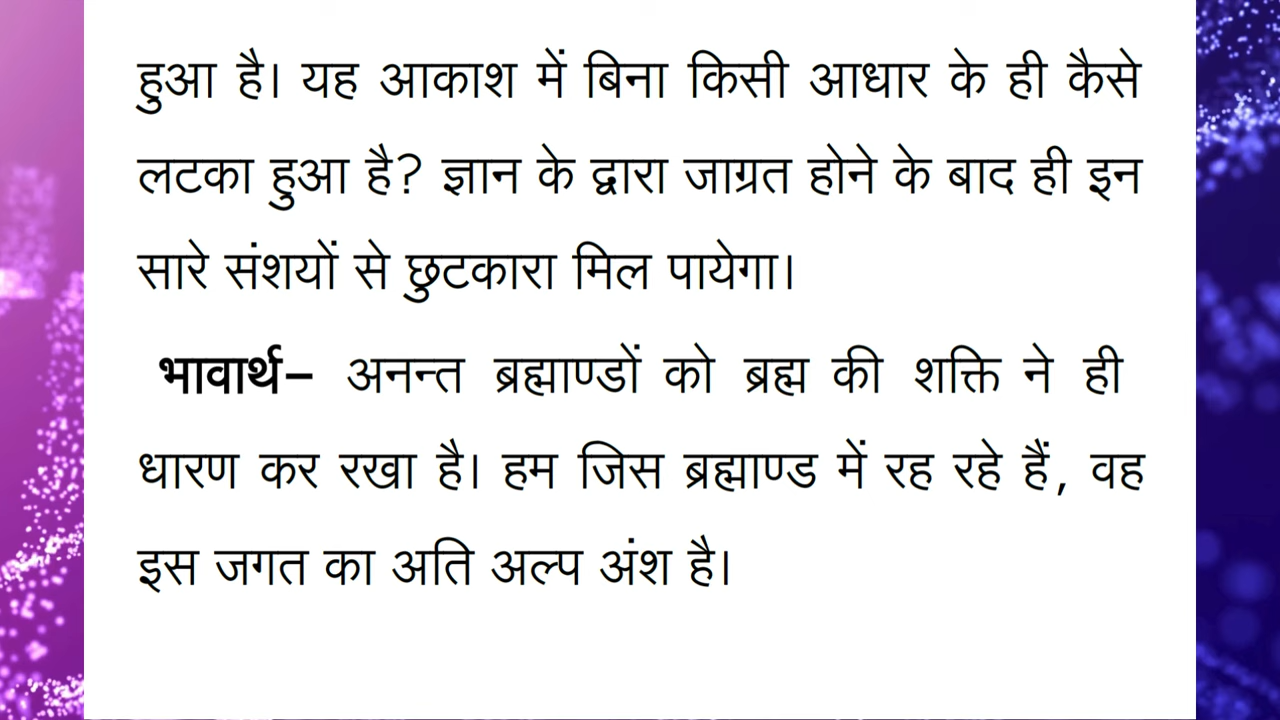 हुआ है। यह आकाश में बिना किसी आधार के ही कैसे
लटका हुआ है? ज्ञान के द्वारा जाग्रत होने के बाद ही इन
सारे संशयों से छुटकारा मिल पायेगा।
भावार्थ– अनन्त ब्रह्माण्डों को ब्रह्म की शक्ति ने ही
धारण कर रखा है। हम जिस ब्रह्माण्ड में रह रहे हैं, वह
इस जगत का अति अल्प अंश है।